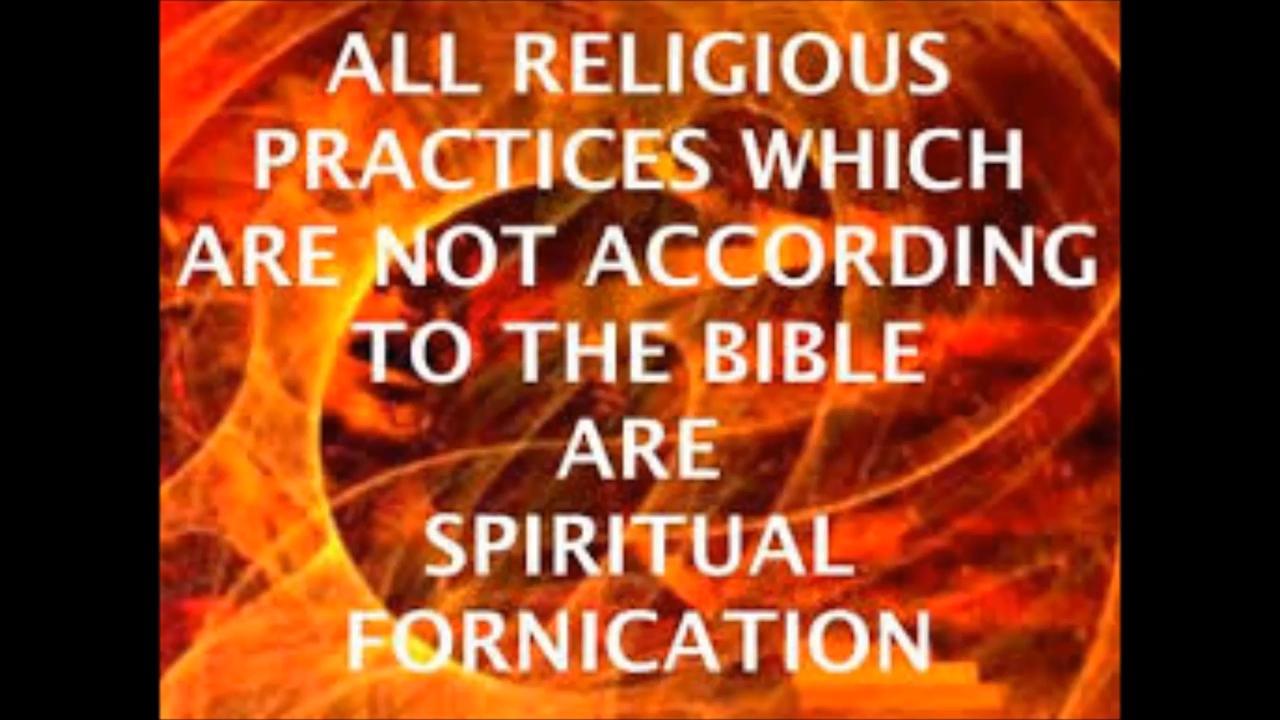 ALL RELIGIOUS
PRACTICES WHICH
ARE NOT ACCORDING
TO THE BIBLE
ARE
SPIRITUAL
FORNICATION